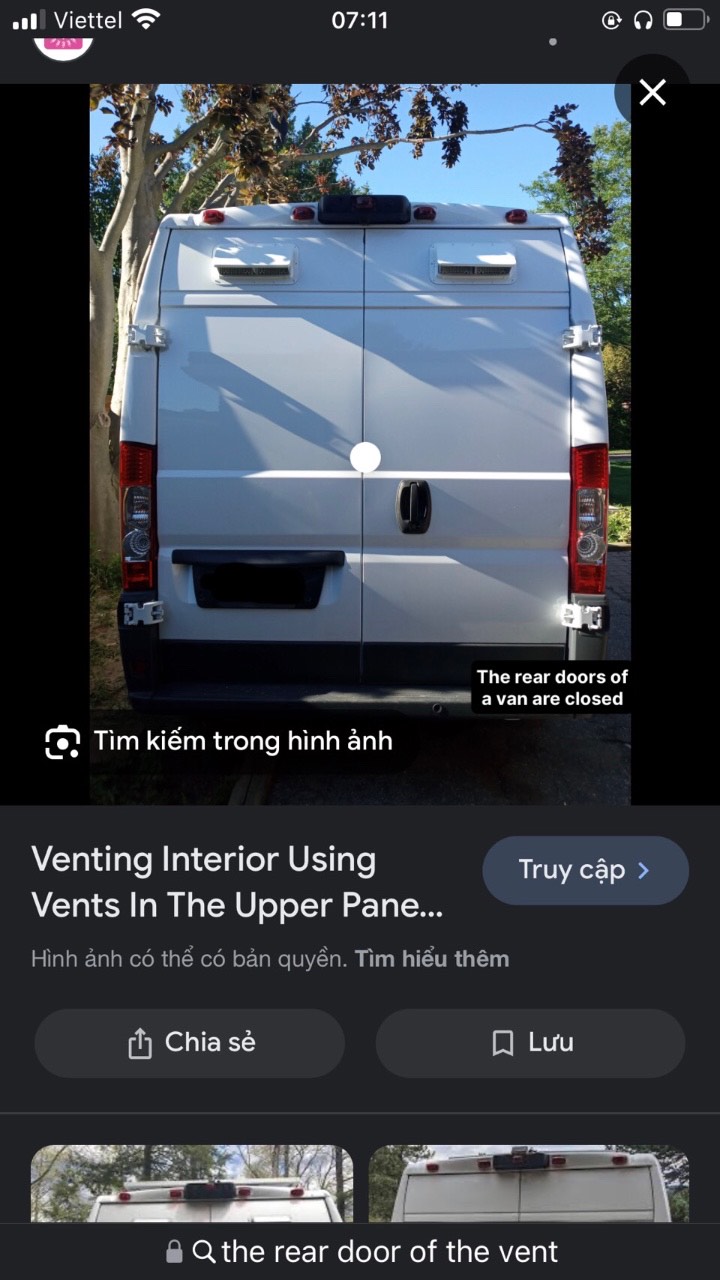 Viettel 07:11
The rear doors of
a van are closed
Tìm kiếm trong hình ảnh
Venting Interior Using
Vents In The Upper Pane...
Truy cập
Hình ảnh có thể có bản quyền. Tìm hiểu thêm
Chia sẻ
Lưu
the rear door of the vent